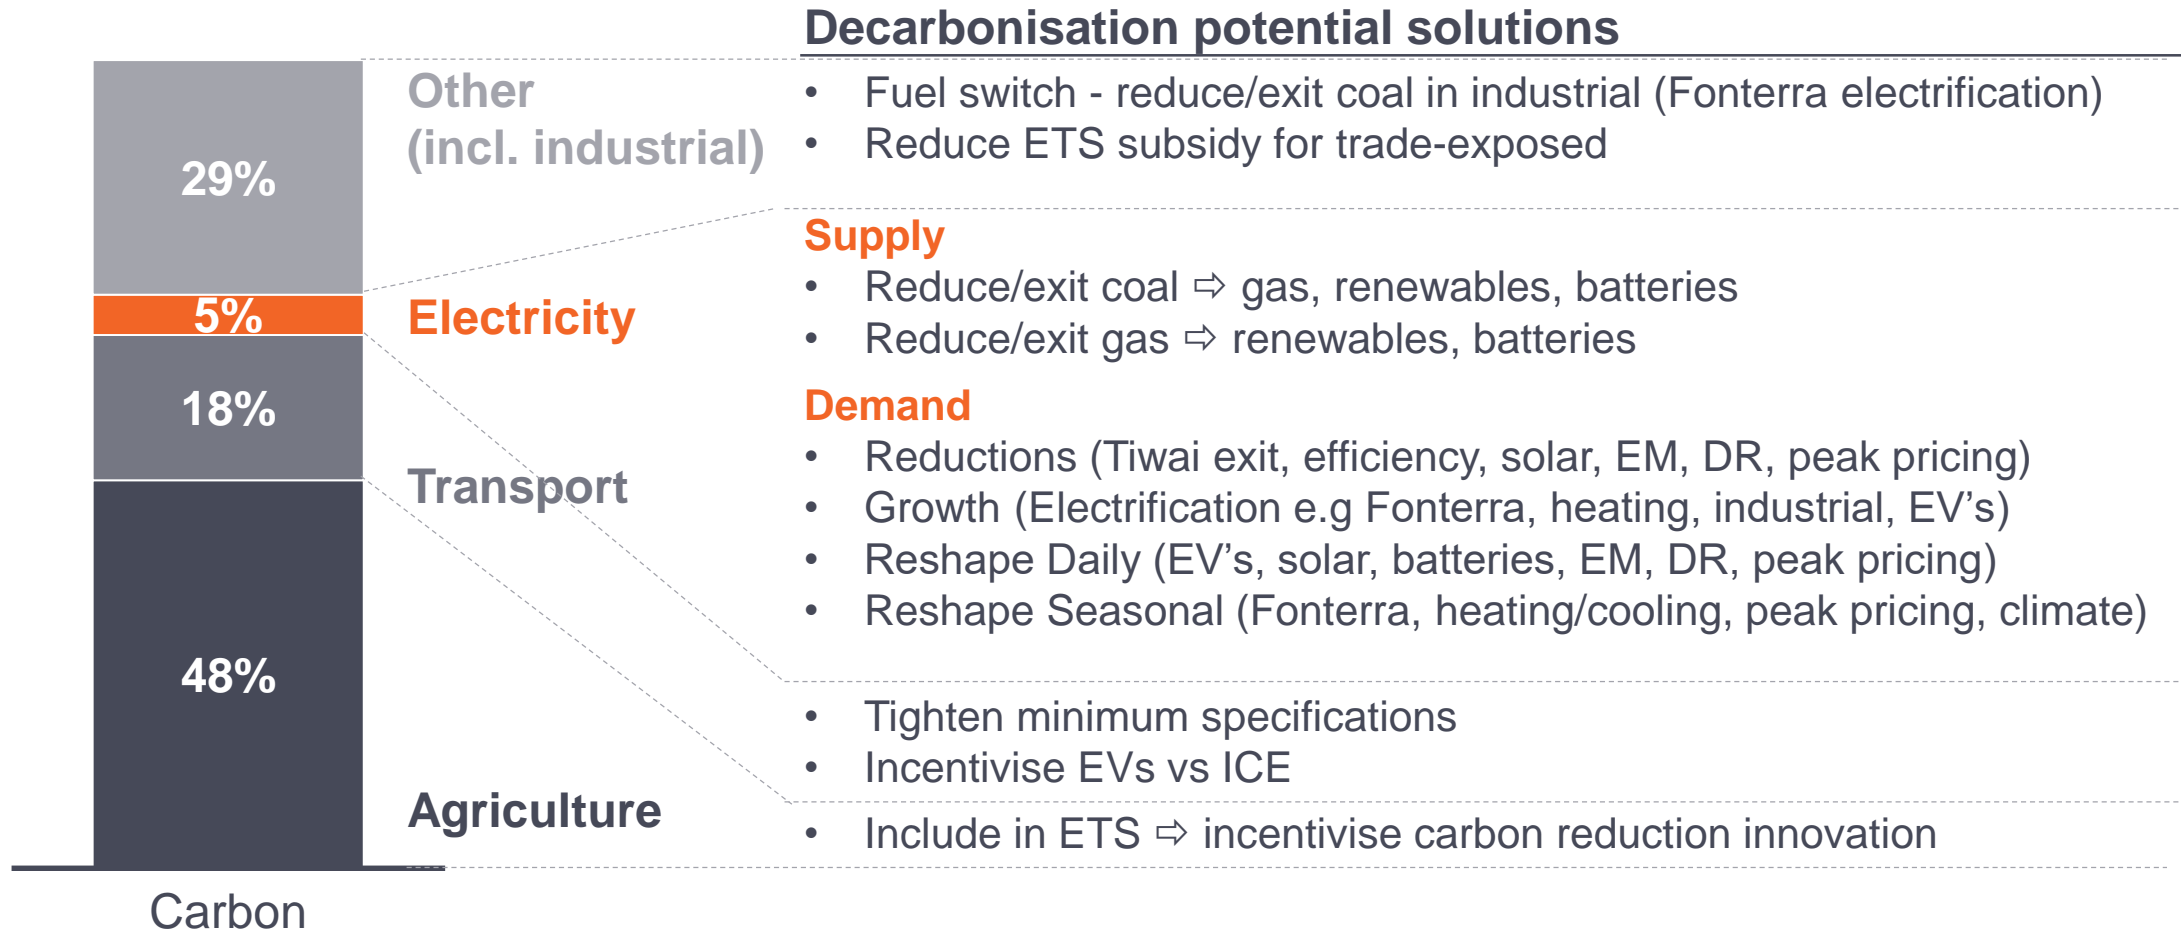 Decarbonisation potential solutions
29%
Other
(incl. industrial)
• Fuel switch - reduce/exit coal in industrial (Fonterra electrification)
• Reduce ETS subsidy for trade-exposed
5%
Electricity
Supply
• Reduce/exit coal ⇨ gas, renewables, batteries
• Reduce/exit gas ⇨ renewables, batteries
Demand
• Reductions (Tiwai exit, efficiency, solar, EM, DR, peak pricing)
• Growth (Electrification e.g Fonterra, heating, industrial, EV’s)
• Reshape Daily (EV’s, solar, batteries, EM, DR, peak pricing)
• Reshape Seasonal (Fonterra, heating/cooling, peak pricing, climate)
18%
Transport
• Tighten minimum specifications
• Incentivise EVs vs ICE
48%
Agriculture
• Include in ETS ⇨ incentivise carbon reduction innovation
Carbon